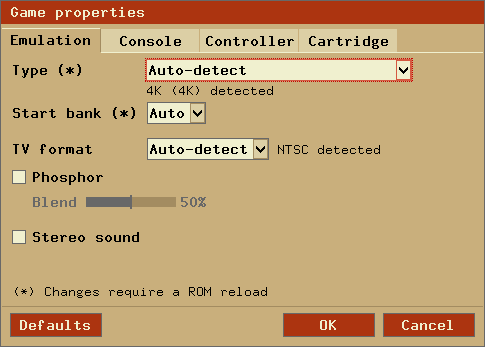 Game properties
Emulation Console Controller Cartridge
Type (*) Auto-detect
4K (4K) detected
Start bank (*) Auto
TV format Auto-detect NTSC detected
Phosphor
Blend 50%
Stereo sound
(*) Changes require a ROM reload
Defaults OK Cancel